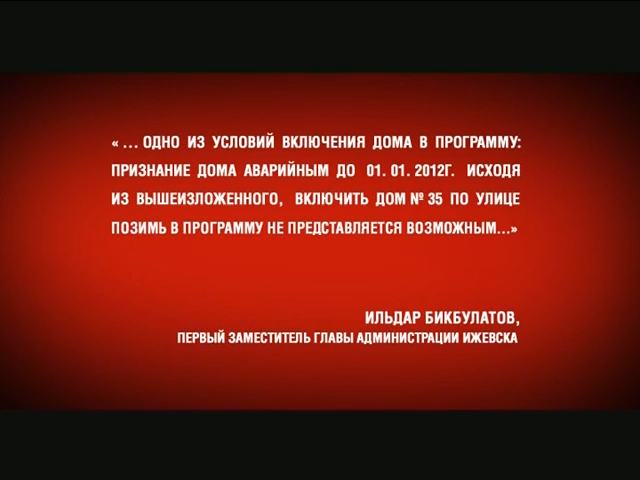 « ... ОДНО ИЗ УСЛОВИЙ ВКЛЮЧЕНИЯ ДОМА В ПРОГРАММУ:
ПРИЗНАНИЕ ДОМА АВАРИЙНЫМ ДО 01. 01. 2012Г. ИСХОДЯ
ИЗ ВЫШЕИЗЛОЖЕННОГО, ВКЛЮЧИТЬ ДОМ № 35 ПО УЛИЦЕ
ПОЗИМЬ В ПРОГРАММУ НЕ ПРЕДСТАВЛЯЕТСЯ ВОЗМОЖНЫМ...»
ИЛЬДАР БИКБУЛАТОВ,
ПЕРВЫЙ ЗАМЕСТИТЕЛЬ ГЛАВЫ АДМИНИСТРАЦИИ ИЖЕВСКА